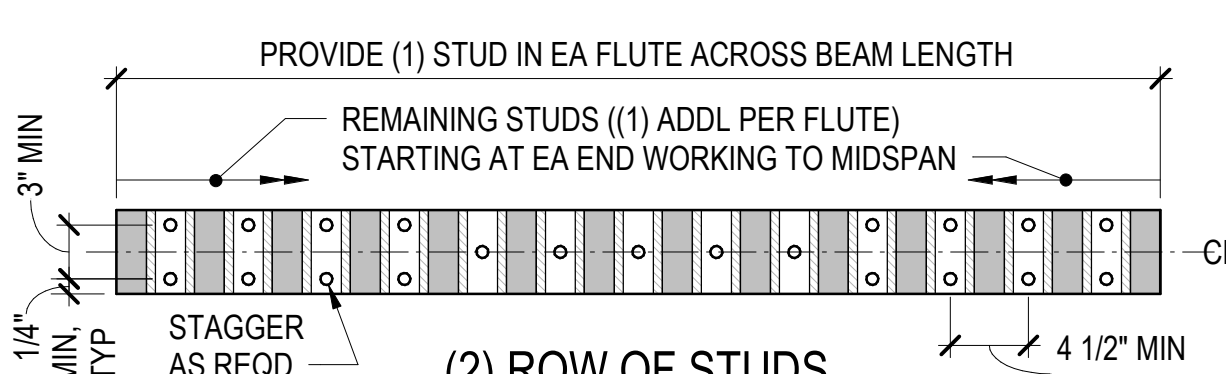 PROVIDE (1) STUD IN EA FLUTE ACROSS BEAM LENGTH
REMAINING STUDS ((1) ADDL PER FLUTE)
STARTING AT EA END WORKING TO MIDSPAN
3" MIN
1/4"
MIN,
TYP
STAGGER
AS REQD
(2) ROW OF STUDS
4 1/2" MIN